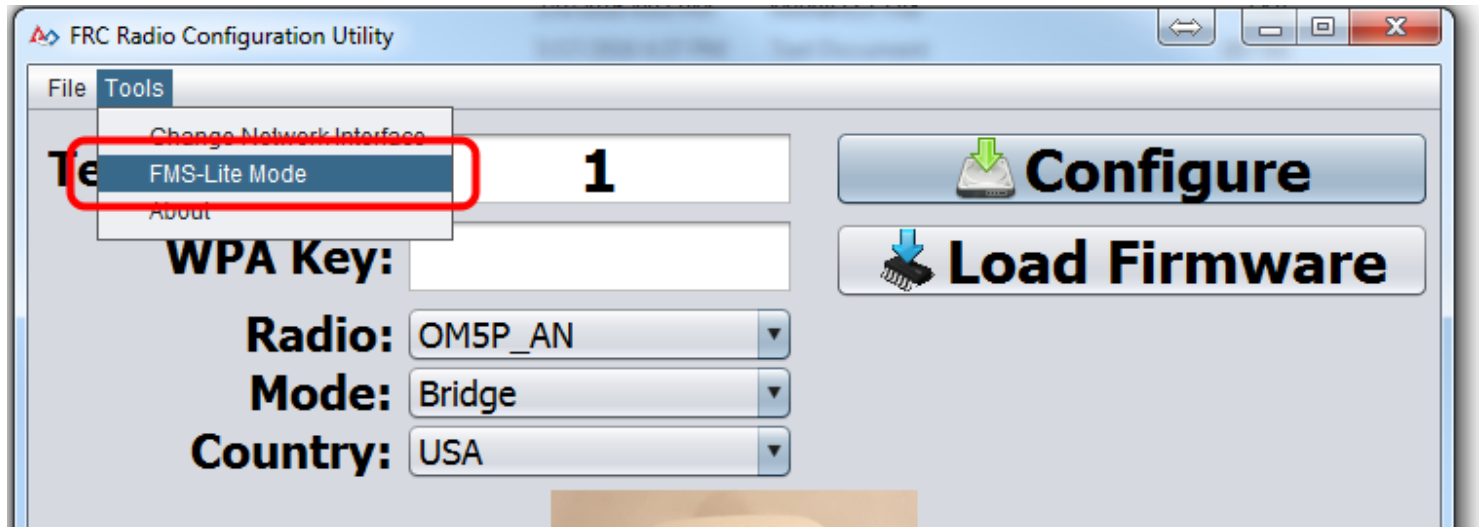 FRC Radio Configuration Utility
File Tools
Change Network Interface
FMS-Lite Mode
About
Te
1
Configure
WPA Key:
Load Firmware
Radio: OM5P_AN
Mode: Bridge
Country: USA